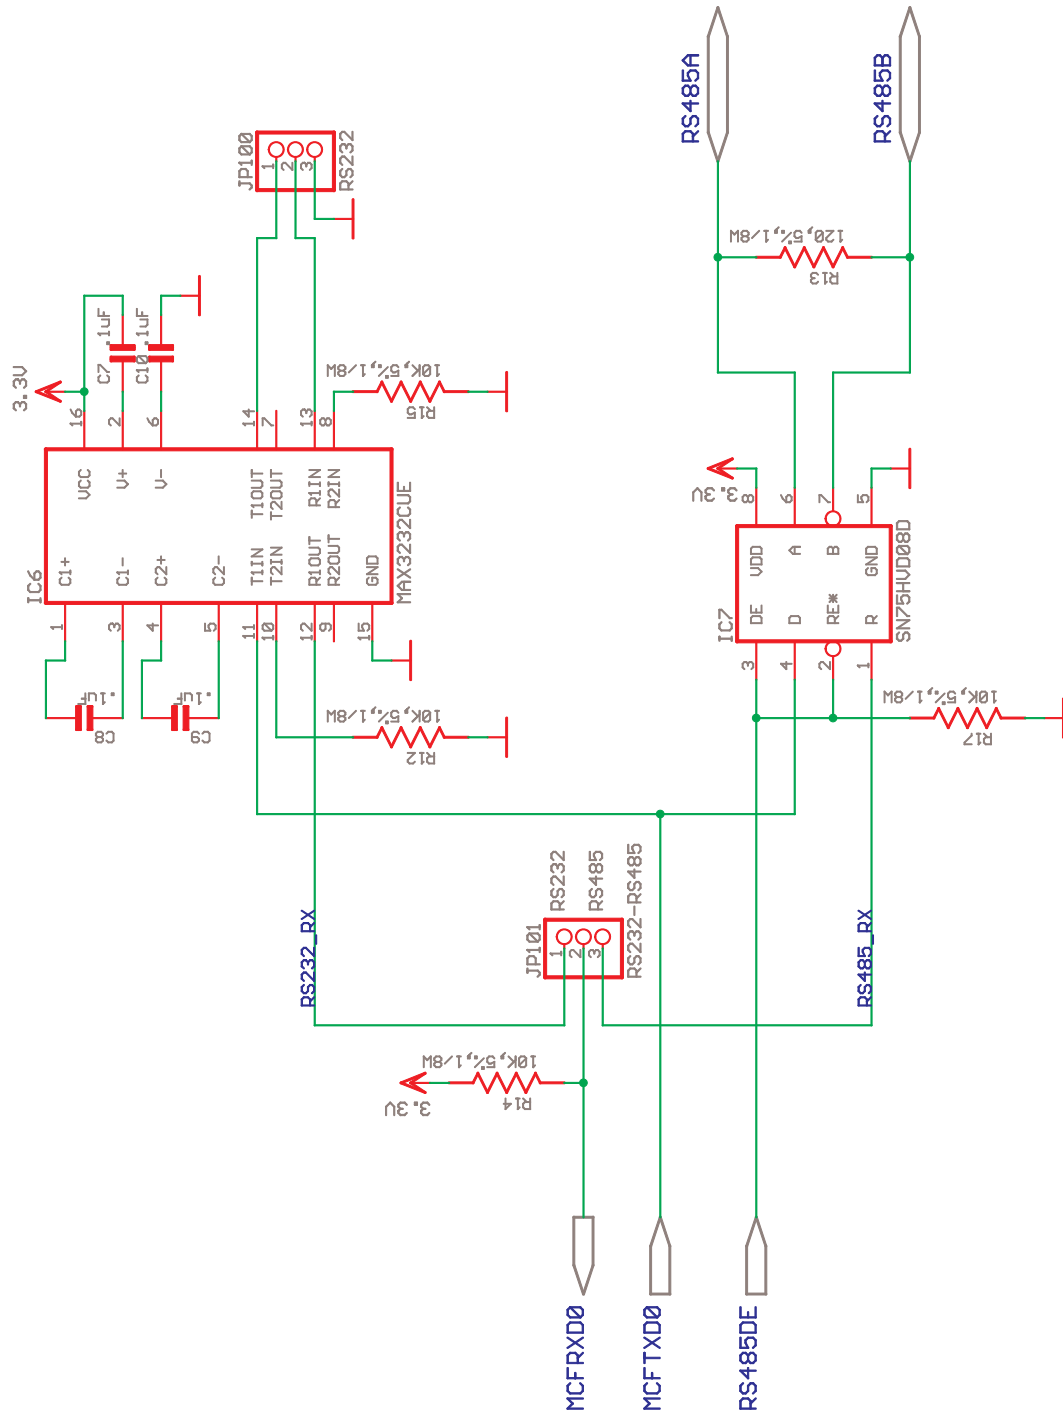 RS485A
RS485B
JP100
1
2
3
RS232
120,5%,1/8W
R13
3.3V
C7
.1uF
C10
.1uF
10K,5%,1/8W
R15
16
2
6
14
7
13
8
IC6
VCC
V+
V-
T1OUT
T2OUT
R1IN
R2IN
C1+
C1-
C2+
C2-
T1IN
T2IN
R1OUT
R2OUT
GND
MAX3232CUE
1
3
4
5
11
10
12
9
15
.1uF
C8
.1uF
C9
10K,5%,1/8W
R12
3.3V
8
6
7
5
IC7
VDD
A
B
GND
DE
D
RE*
R
SN75HVD08D
3
4
2
1
10K,5%,1/8W
R17
RS232_RX
JP101
1
2
3
RS232
RS485
RS232-RS485
RS485_RX
3.3V
10K,5%,1/8W
R14
MCFRXD0
MCFTXD0
RS485DE